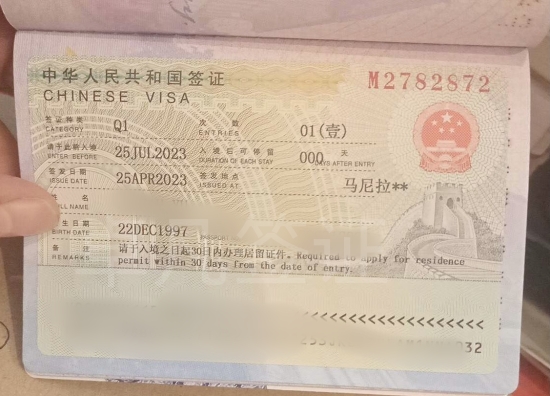 中华人民共和国签证
CHINESE VISA
M2782872
签证种类 CATEGORY Q1 次数 ENTRIES 01(壹)
请于此前入境 ENTER BEFORE 25JUL2023 入境后可停留 DURATION OF EACH STAY 000 天 DAYS AFTER ENTRY
签发日期 ISSUE DATE 25APR2023 签发地点 ISSUED AT 马尼拉**
名
NAME
生日期 BIRTH DATE 22DEC1997
备注 REMARKS 请于入境之日起30日内办理居留证件。Required to apply for residence
permit within 30 days from the date of entry.
<<<<<<<<<<<<<<<<<